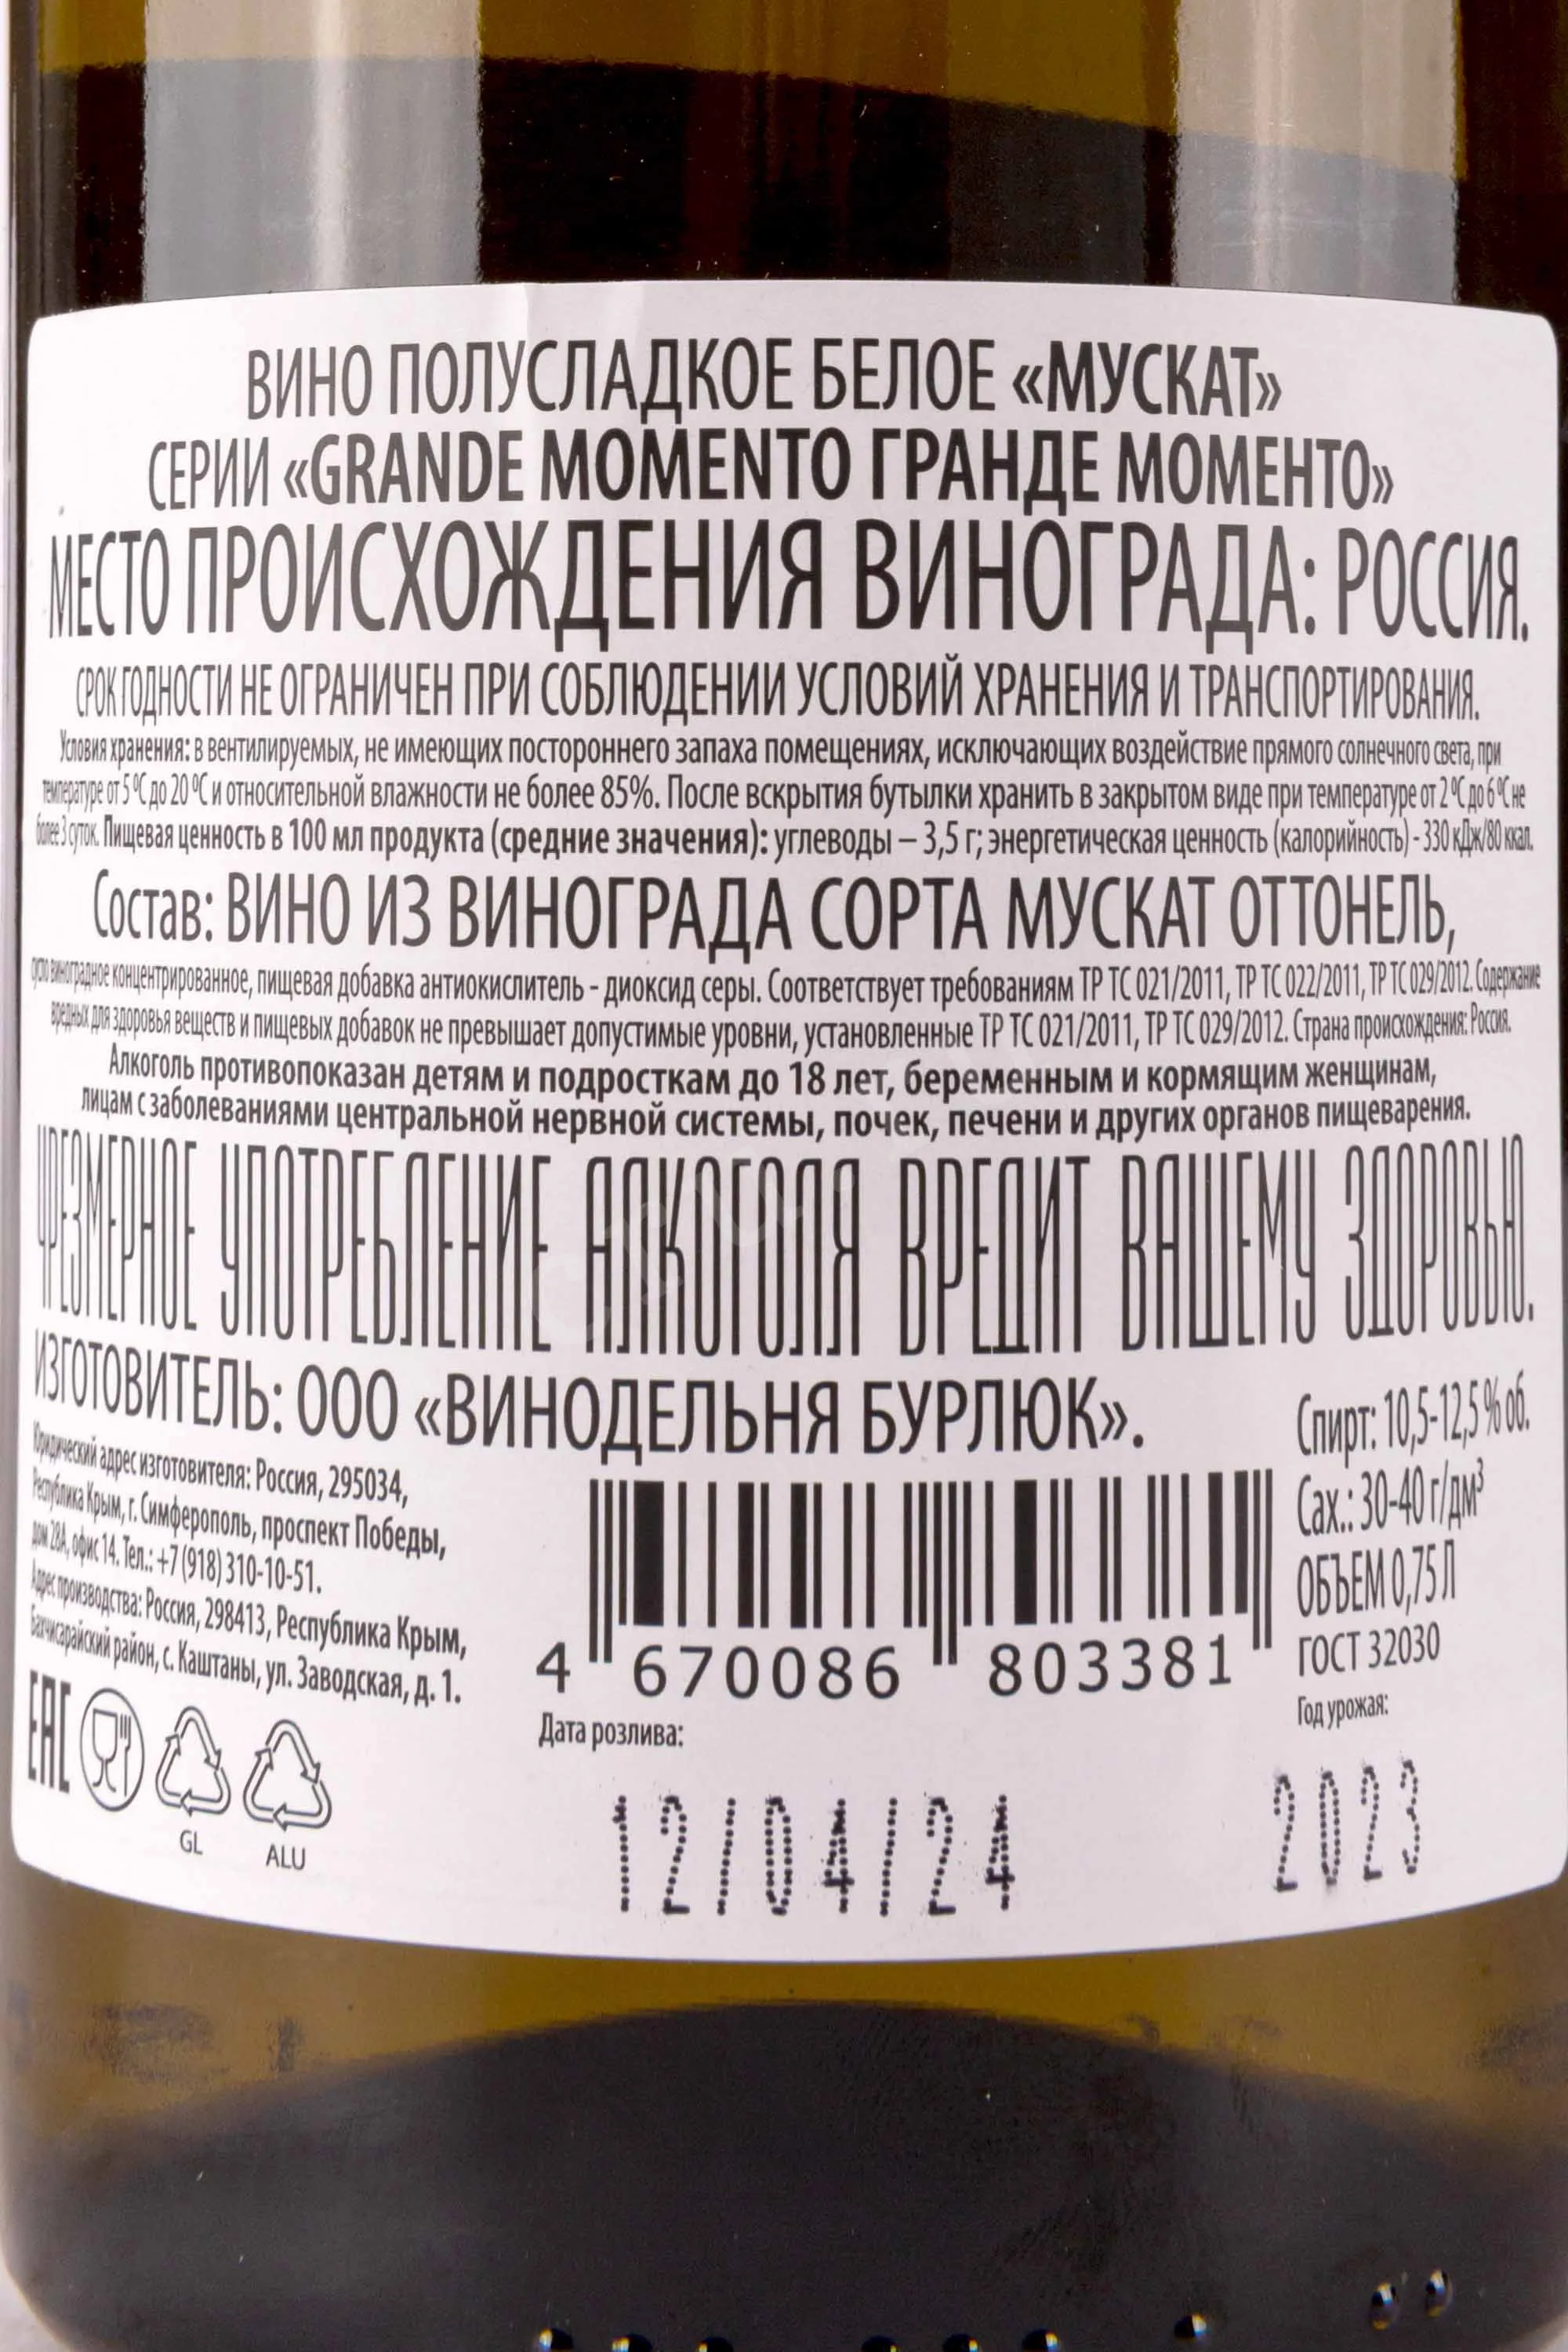 ВИНО ПОЛУСЛАДКОЕ БЕЛОЕ «МУСКАТ»
СЕРИИ «GRANDE MOMENTO ГРАНДЕ МОМЕНТО»
МЕСТО ПРОИСХОЖДЕНИЯ ВИНОГРАДА: РОССИЯ.
СРОК ГОДНОСТИ НЕ ОГРАНИЧЕН ПРИ СОБЛЮДЕНИИ УСЛОВИЙ ХРАНЕНИЯ И ТРАНСПОРТИРОВАНИЯ.
Условия хранения: в вентилируемых, не имеющих постороннего запаха помещениях, исключающих воздействие прямого солнечного света, при
температуре от 5 °С до 20 °С и относительной влажности не более 85%. После вскрытия бутылки хранить в закрытом виде при температуре от 2 °С до 6 °С не
более 3 суток. Пищевая ценность в 100 мл продукта (средние значения): углеводы – 3,5 г; энергетическая ценность (калорийность) - 330 кДж/80 ккал.
Состав: ВИНО ИЗ ВИНОГРАДА СОРТА МУСКАТ ОТТОНЕЛЬ,
сусло виноградное концентрированное, пищевая добавка антиокислитель - диоксид серы. Соответствует требованиям ТР ТС 021/2011, ТР ТС 022/2011, ТР ТС 029/2012. Содержание
вредных для здоровья веществ и пищевых добавок не превышает допустимые уровни, установленные ТР ТС 021/2011, ТР ТС 029/2012. Страна происхождения: Россия.
Алкоголь противопоказан детям и подросткам до 18 лет, беременным и кормящим женщинам,
лицам с заболеваниями центральной нервной системы, почек, печени и других органов пищеварения.
ЧРЕЗМЕРНОЕ УПОТРЕБЛЕНИЕ АЛКОГОЛЯ ВРЕДИТ ВАШЕМУ ЗДОРОВЬЮ.
ИЗГОТОВИТЕЛЬ: ООО «ВИНОДЕЛЬНЯ БУРЛЮК».
Юридический адрес изготовителя: Россия, 295034,
Республика Крым, г. Симферополь, проспект Победы,
дом 28А, офис 14. Тел.: +7 (918) 310-10-51.
Адрес производства: Россия, 298413, Республика Крым,
Бахчисарайский район, с. Каштаны, ул. Заводская, д. 1.
EAC
GL
ALU
4 670086 803381
Дата розлива:
12/04/24
Спирт: 10,5-12,5 % об.
Сах.: 30-40 г/дм³
ОБЪЕМ 0,75 Л
ГОСТ 32030
Год урожая:
2023